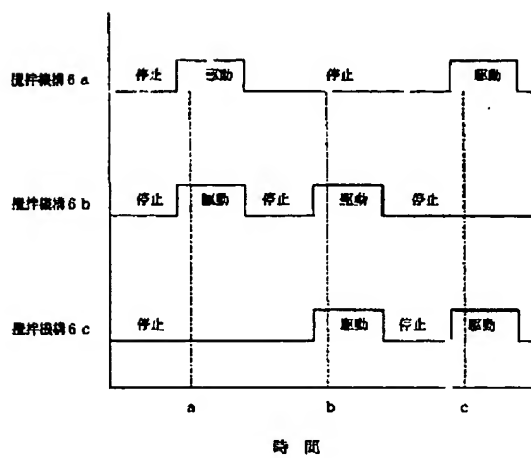 停止 駆動 停止 駆動
攪拌機構6a
停止 駆動 停止 駆動 停止
攪拌機構6b
停止 駆動 停止 駆動
攪拌機構6c
a b c
時間